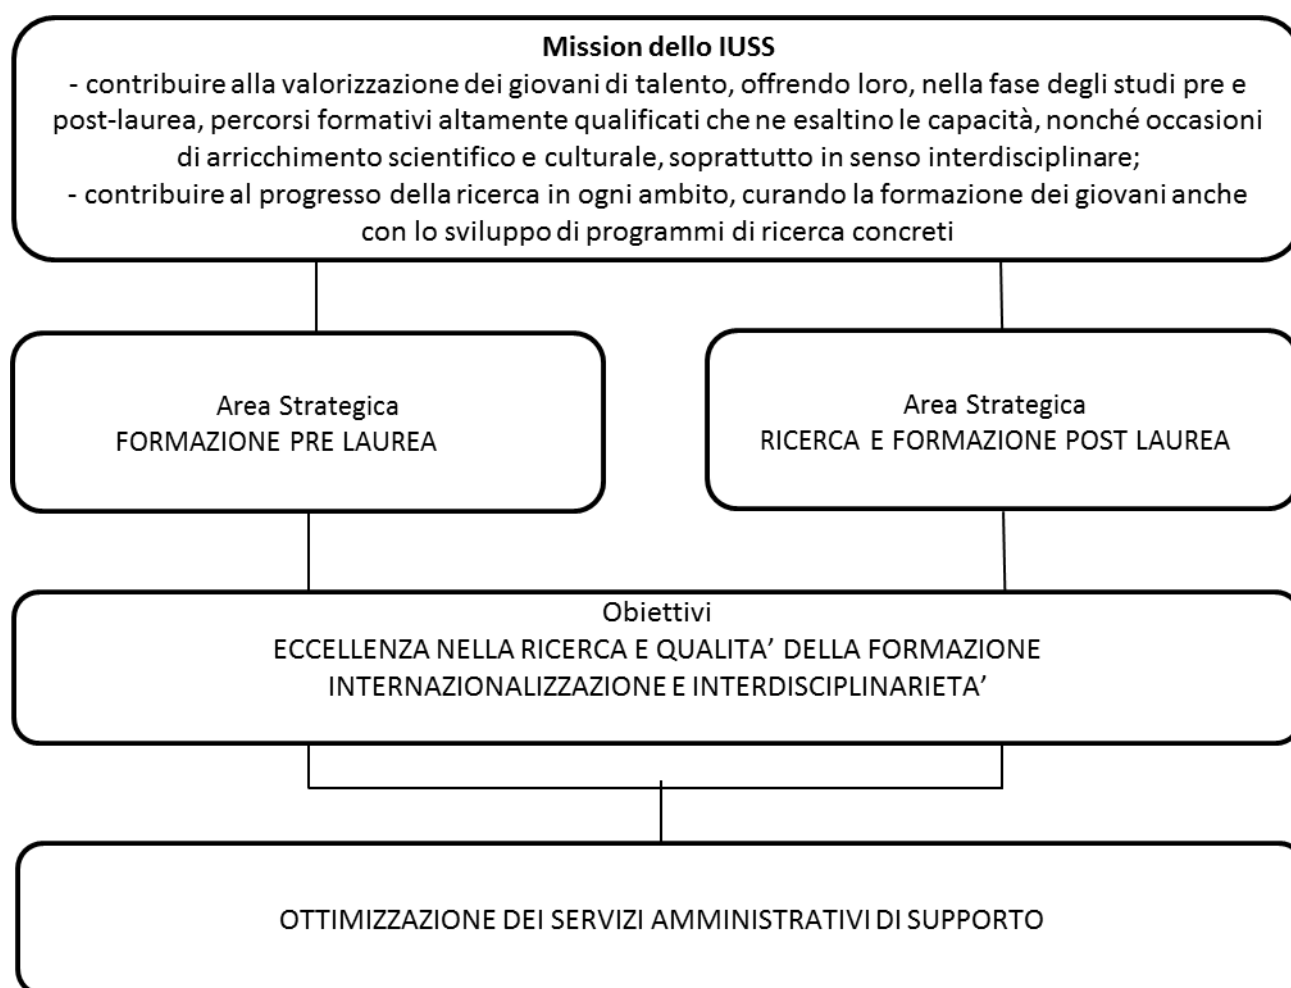 Mission dello IUSS
- contribuire alla valorizzazione dei giovani di talento, offrendo loro, nella fase degli studi pre e
post-laurea, percorsi formativi altamente qualificati che ne esaltino le capacità, nonché occasioni
di arricchimento scientifico e culturale, soprattutto in senso interdisciplinare;
- contribuire al progresso della ricerca in ogni ambito, curando la formazione dei giovani anche
con lo sviluppo di programmi di ricerca concreti
Area Strategica
FORMAZIONE PRE LAUREA
Area Strategica
RICERCA E FORMAZIONE POST LAUREA
Obiettivi
ECCELLENZA NELLA RICERCA E QUALITA’ DELLA FORMAZIONE
INTERNAZIONALIZZAZIONE E INTERDISCIPLINARIETA’
OTTIMIZZAZIONE DEI SERVIZI AMMINISTRATIVI DI SUPPORTO